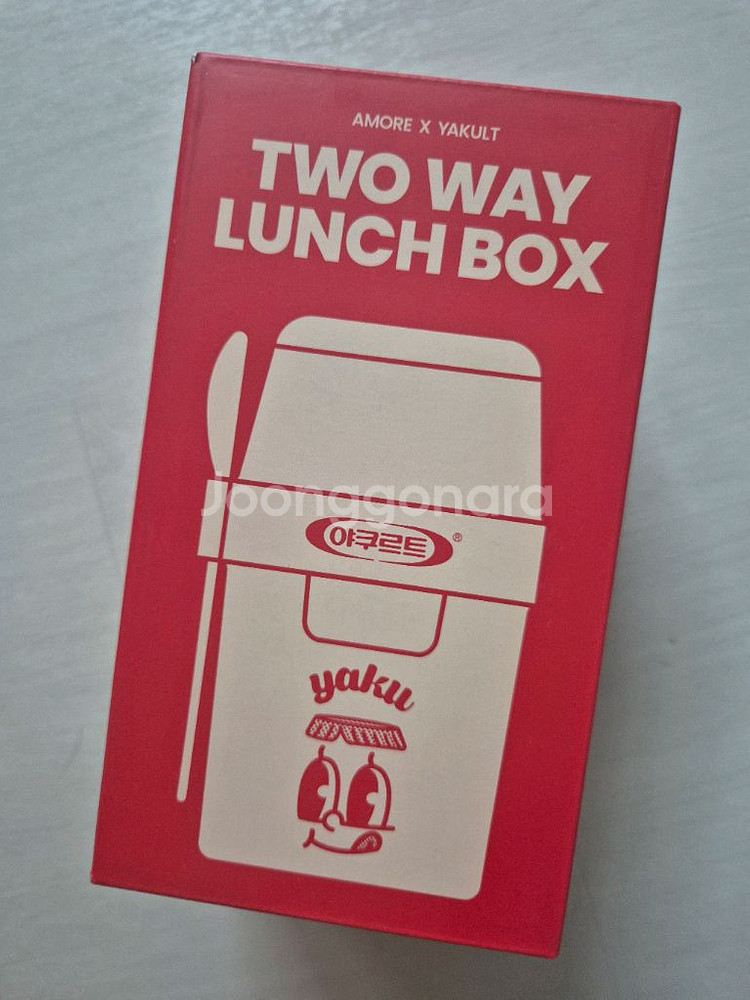 AMORE X YAKULT
TWO WAY
LUNCH BOX
Joonggonara
야쿠르트®
yaku